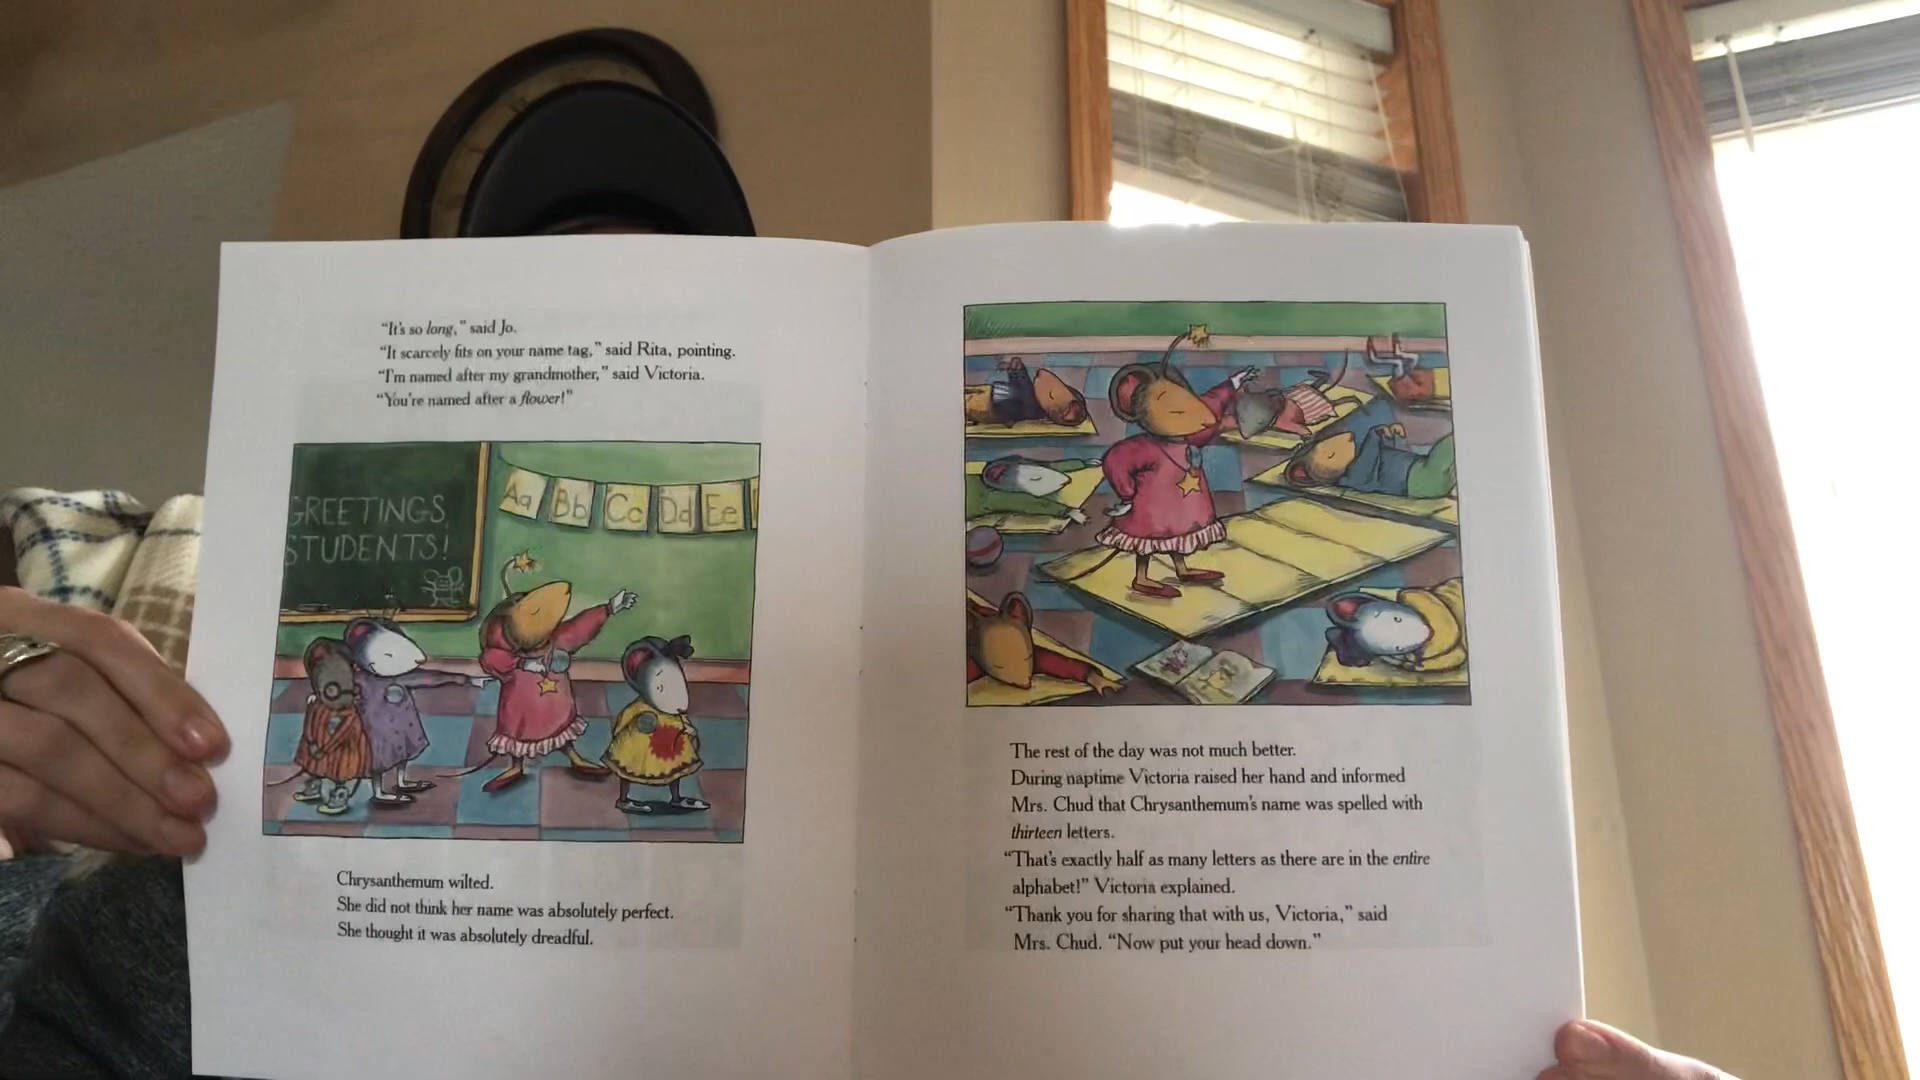 “It’s so long,” said Jo.
“It scarcely fits on your name tag,” said Rita, pointing.
“I’m named after my grandmother,” said Victoria.
“You’re named after a flower!”
GREETINGS
STUDENTS!
Aa Bb Cc Dd Ee
Chrysanthemum wilted.
She did not think her name was absolutely perfect.
She thought it was absolutely dreadful.
The rest of the day was not much better.
During naptime Victoria raised her hand and informed
Mrs. Chud that Chrysanthemum’s name was spelled with
thirteen letters.
“That’s exactly half as many letters as there are in the entire
alphabet!” Victoria explained.
“Thank you for sharing that with us, Victoria,” said
Mrs. Chud. “Now put your head down.”